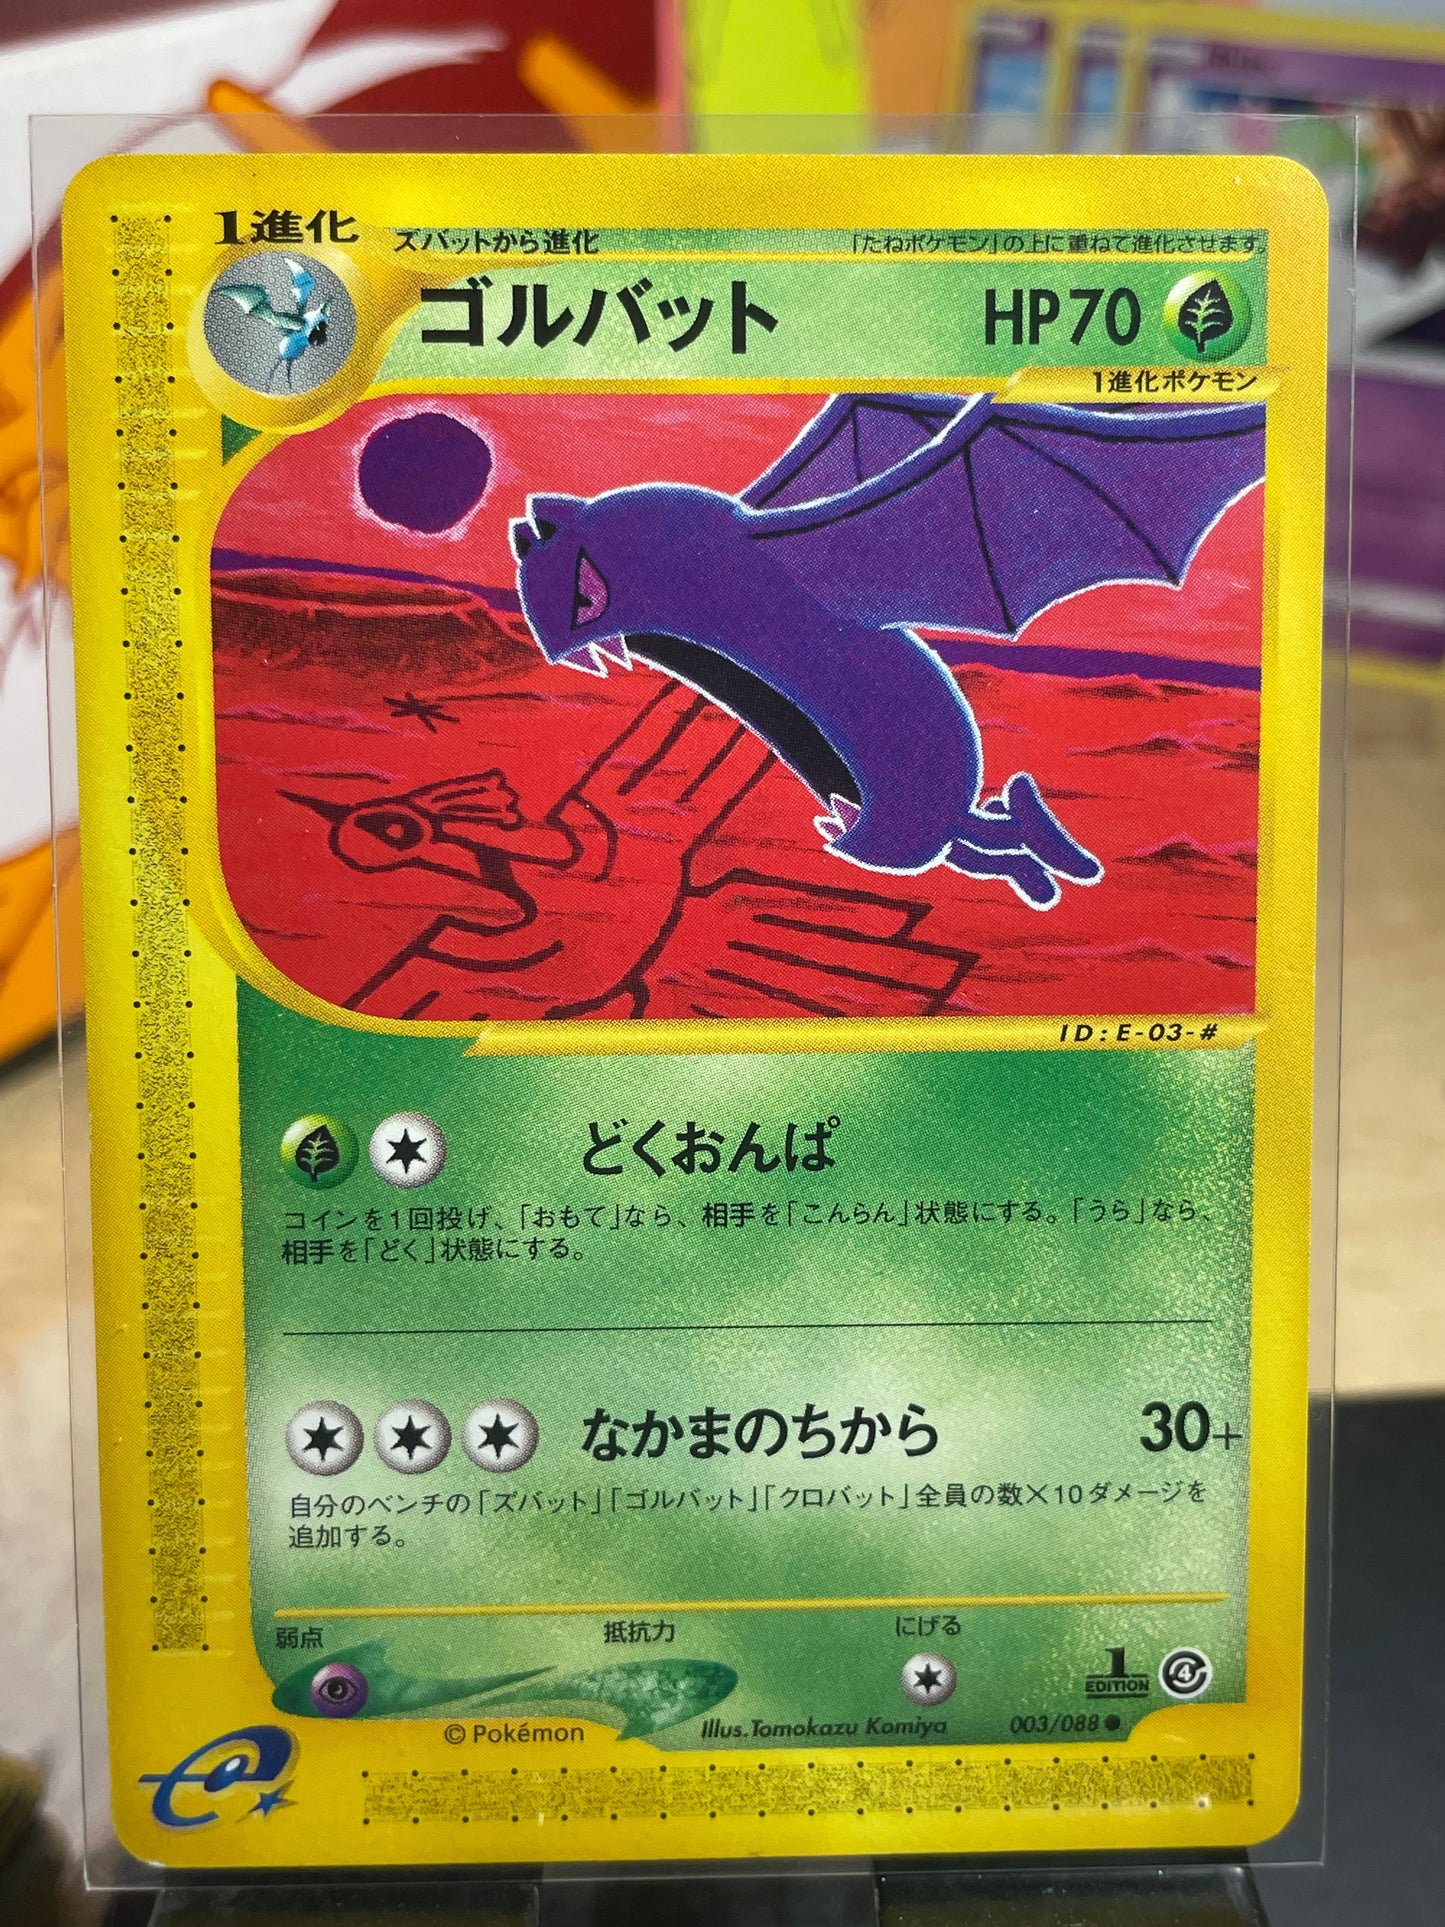 1進化
ズバットから進化
「たねポケモン」の上に重ねて進化させます。
ゴルバット HP70
1進化ポケモン
ID:E-03-#
どくおんぱ
コインを1回投げ、「おもて」なら、相手を「こんらん」状態にする。「うら」なら、
相手を「どく」状態にする。
なかまのちから 30+
自分のベンチの「ズバット」「ゴルバット」「クロバット」全員の数×10ダメージを
追加する。
弱点 抵抗力 にげる
1
EDITION
4
© Pokémon Illus. Tomokazu Komiya 003/088 ●
e